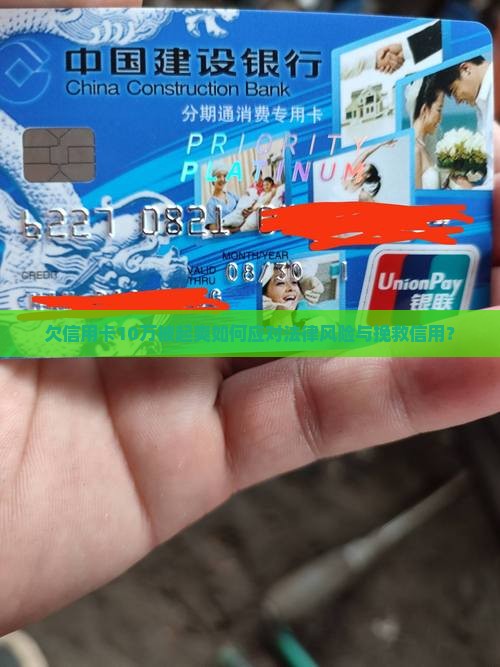 中国建设银行
China Construction Bank
分期通消费专用卡
PRIORITY
PLATINUM
6227 0821
CREDIT
MONTH/YEAR
VALID THRU 08/30
UnionPay
银联
欠信用卡10万被起诉如何应对法律风险与挽救信用?